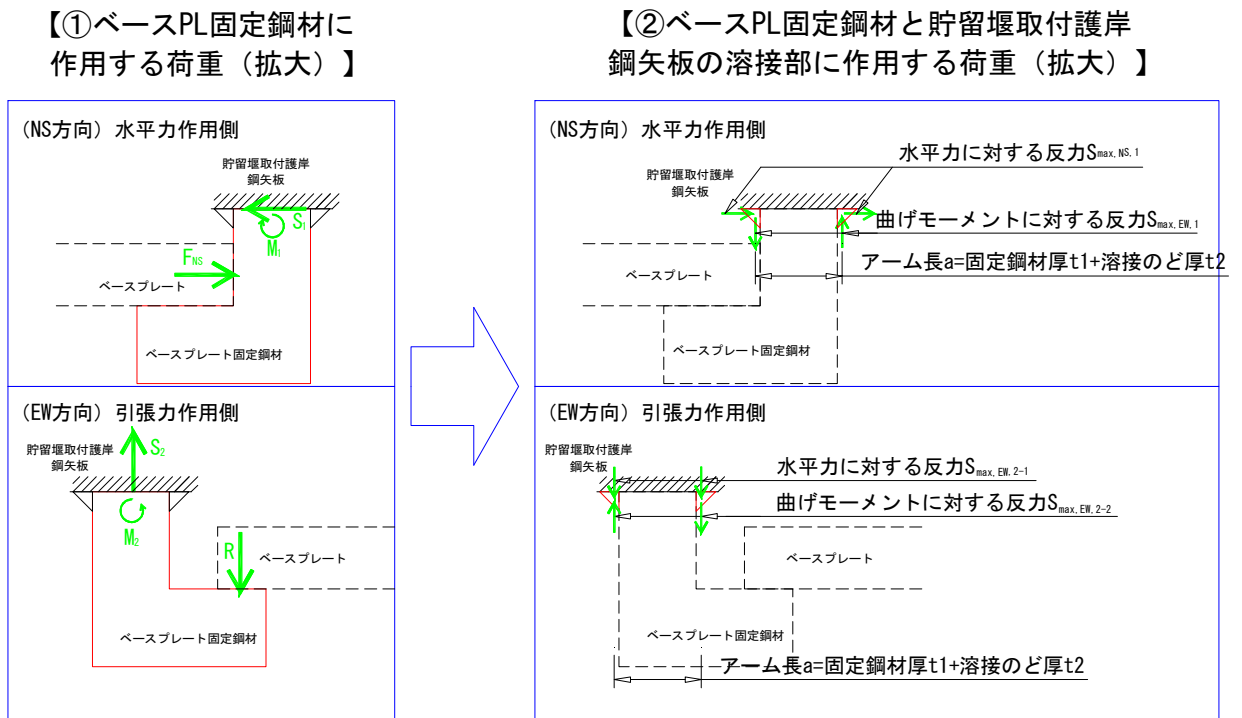 【①ベースPL固定鋼材に
作用する荷重（拡大）】
(NS方向) 水平力作用側
貯留堰取付護岸
鋼矢板
S1
M1
FNS
ベースプレート
ベースプレート固定鋼材
(EW方向) 引張力作用側
貯留堰取付護岸
鋼矢板
S2
M2
R
ベースプレート
ベースプレート固定鋼材
【②ベースPL固定鋼材と貯留堰取付護岸
鋼矢板の溶接部に作用する荷重（拡大）】
(NS方向) 水平力作用側
水平力に対する反力Smax,NS,1
貯留堰取付護岸
鋼矢板
曲げモーメントに対する反力Smax,EW,1
アーム長a=固定鋼材厚t1+溶接のど厚t2
ベースプレート
ベースプレート固定鋼材
(EW方向) 引張力作用側
貯留堰取付護岸
鋼矢板
水平力に対する反力Smax,EW,2-1
曲げモーメントに対する反力Smax,EW,2-2
ベースプレート
ベースプレート固定鋼材
アーム長a=固定鋼材厚t1+溶接のど厚t2